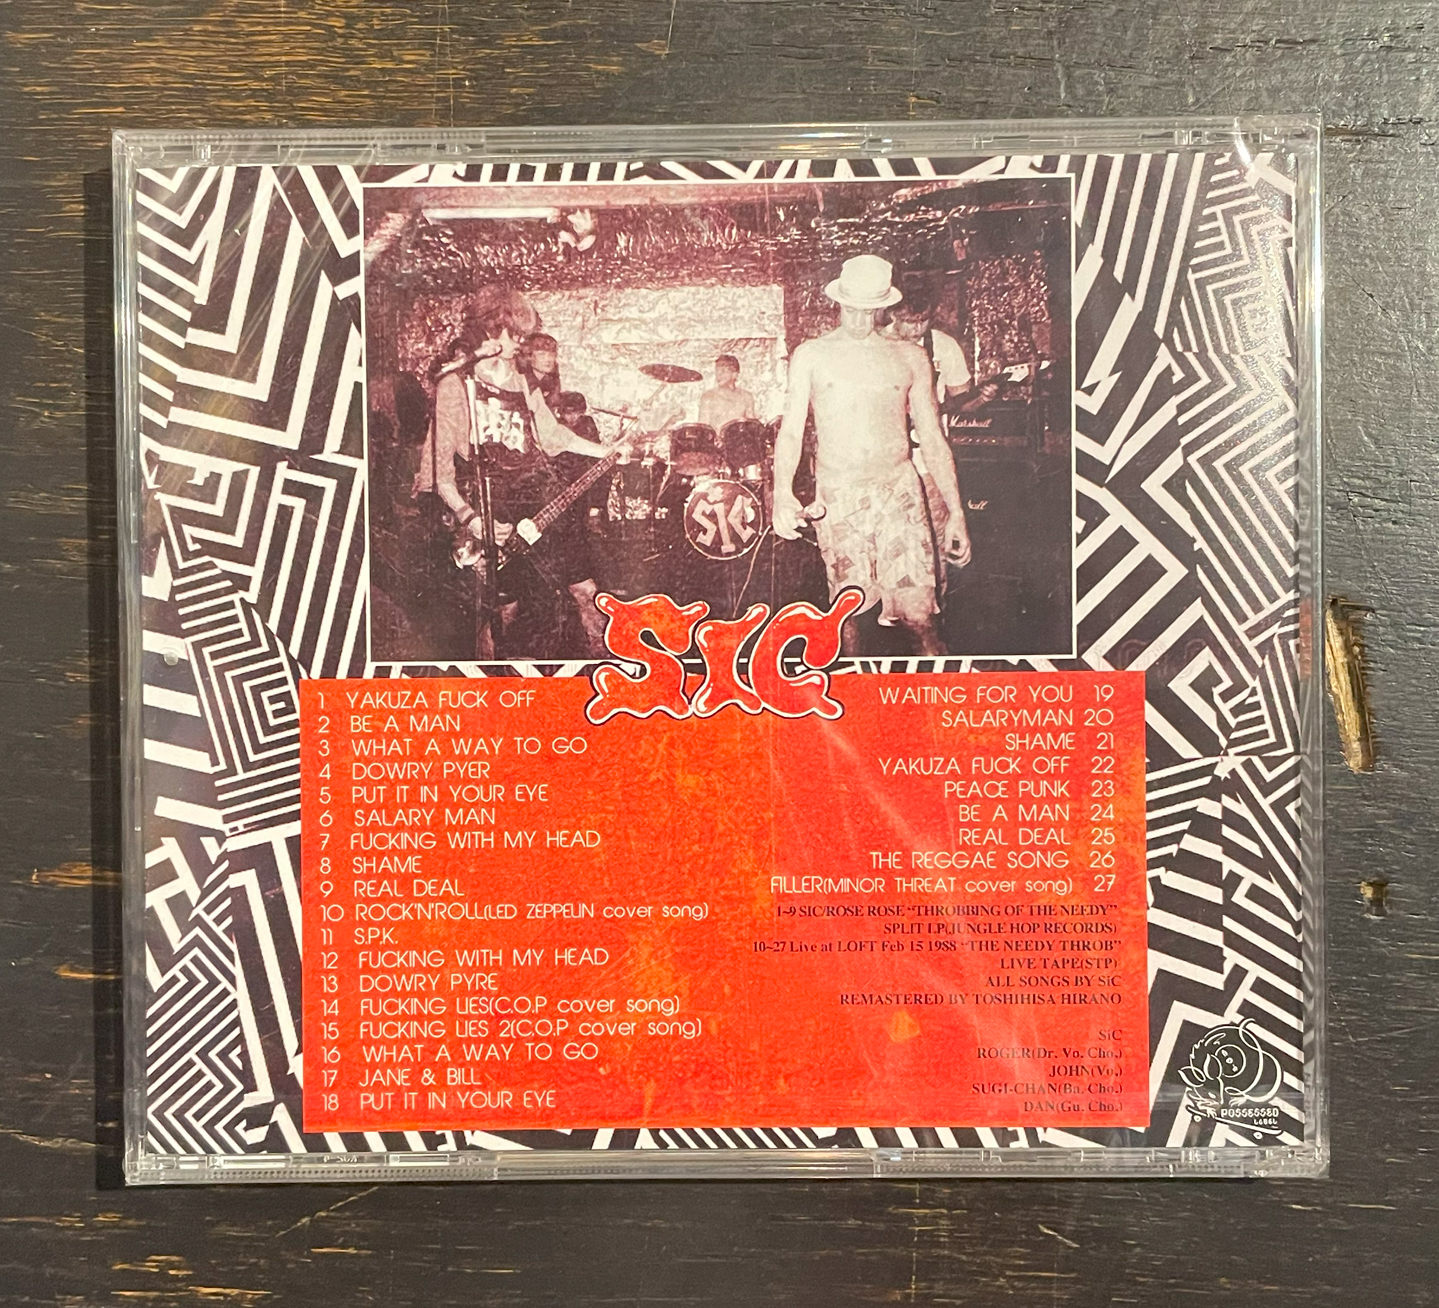 Marshall
SiC
SiC
1 YAKUZA FUCK OFF
2 BE A MAN
3 WHAT A WAY TO GO
4 DOWRY PYER
5 PUT IT IN YOUR EYE
6 SALARY MAN
7 FUCKING WITH MY HEAD
8 SHAME
9 REAL DEAL
10 ROCK'N'ROLL(LED ZEPPELIN cover song)
11 S.P.K.
12 FUCKING WITH MY HEAD
13 DOWRY PYRE
14 FUCKING LIES(C.O.P cover song)
15 FUCKING LIES 2(C.O.P cover song)
16 WHAT A WAY TO GO
17 JANE & BILL
18 PUT IT IN YOUR EYE
WAITING FOR YOU 19
SALARYMAN 20
SHAME 21
YAKUZA FUCK OFF 22
PEACE PUNK 23
BE A MAN 24
REAL DEAL 25
THE REGGAE SONG 26
FILLER(MINOR THREAT cover song) 27
1~9 SIC/ROSE ROSE "THROBBING OF THE NEEDY"
SPLIT LP(JUNGLE HOP RECORDS)
10~27 Live at LOFT Feb 15 1988 "THE NEEDY THROB"
LIVE TAPE(STP)
ALL SONGS BY SiC
REMASTERED BY TOSHIHISA HIRANO
SiC
ROGER(Dr. Vo. Cho.)
JOHN(Vo.)
SUGI-CHAN(Ba. Cho.)
DAN(Gu. Cho.)
POSSESSED
LABEL